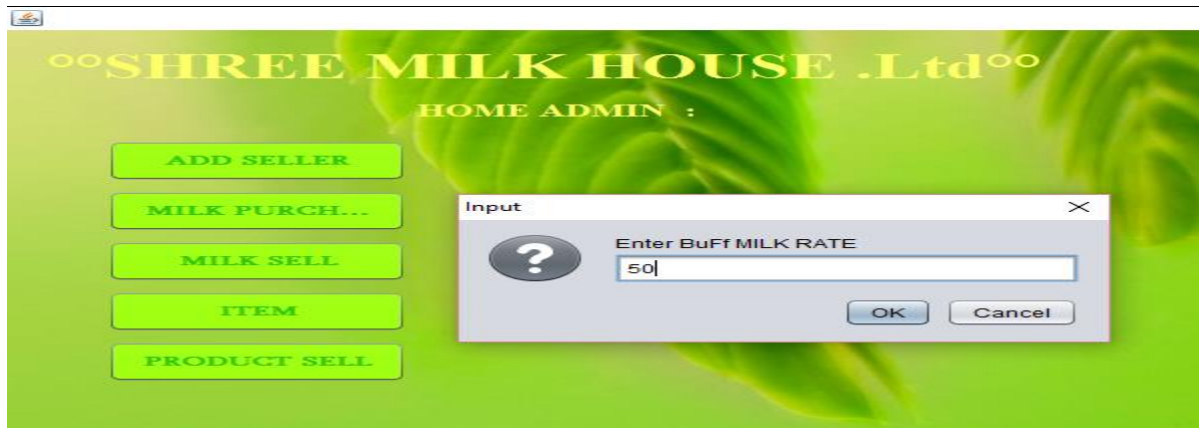 °°SHREE MILK HOUSE .Ltd°°
HOME ADMIN :
ADD SELLER
MILK PURCH...
MILK SELL
ITEM
PRODUCT SELL
Input
Enter BuFf MILK RATE
50
OK Cancel